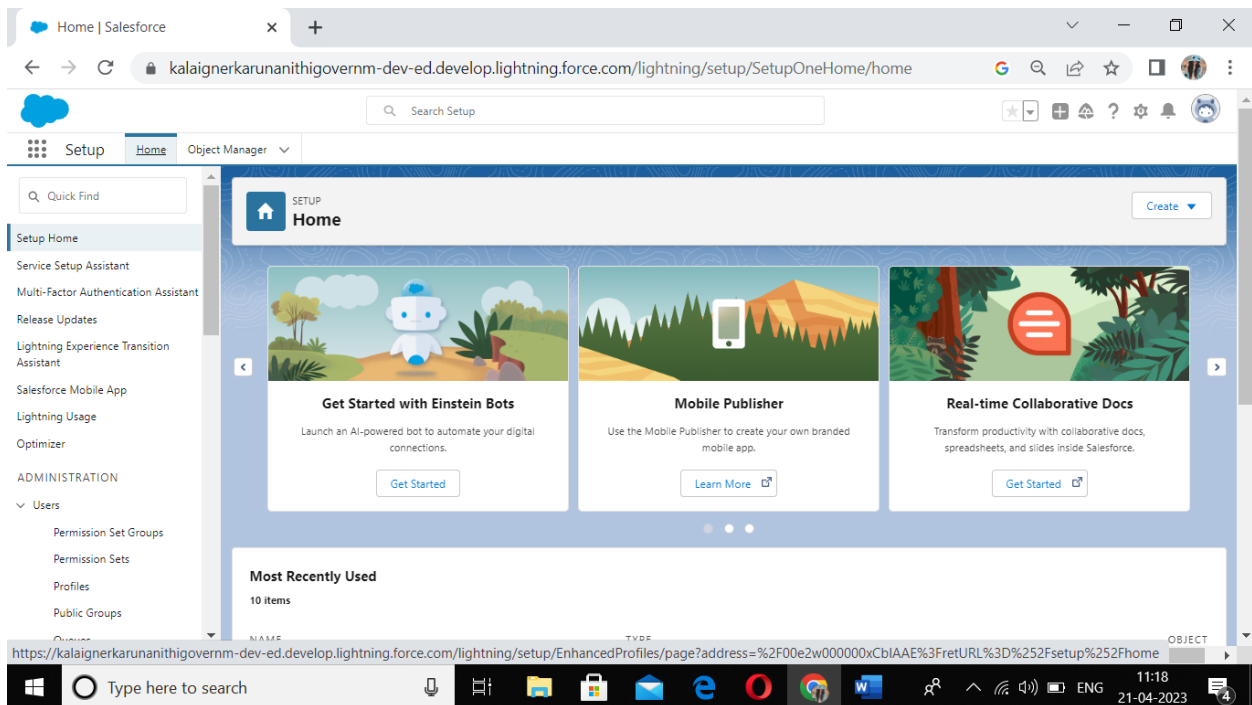 Home | Salesforce
kalaignerkarunanithigovernm-dev-ed.develop.lightning.force.com/lightning/setup/SetupOneHome/home
Search Setup
Setup
Home
Object Manager
Quick Find
Setup Home
Service Setup Assistant
Multi-Factor Authentication Assistant
Release Updates
Lightning Experience Transition
Assistant
Salesforce Mobile App
Lightning Usage
Optimizer
ADMINISTRATION
Users
Permission Set Groups
Permission Sets
Profiles
Public Groups
Queues
SETUP
Home
Create
Get Started with Einstein Bots
Launch an AI-powered bot to automate your digital
connections.
Get Started
Mobile Publisher
Use the Mobile Publisher to create your own branded
mobile app.
Learn More
Real-time Collaborative Docs
Transform productivity with collaborative docs,
spreadsheets, and slides inside Salesforce.
Get Started
Most Recently Used
10 items
NAME
TYPE
OBJECT
https://kalaignerkarunanithigovernm-dev-ed.develop.lightning.force.com/lightning/setup/EnhancedProfiles/page?address=%2F00e2w000000xCbIAAE%3FretURL%3D%252Fsetup%252Fhome
Type here to search
ENG
11:18
21-04-2023
4